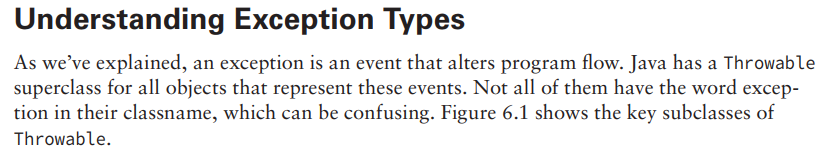 Understanding Exception Types
As we’ve explained, an exception is an event that alters program flow. Java has a Throwable
superclass for all objects that represent these events. Not all of them have the word excep-
tion in their classname, which can be confusing. Figure 6.1 shows the key subclasses of
Throwable.